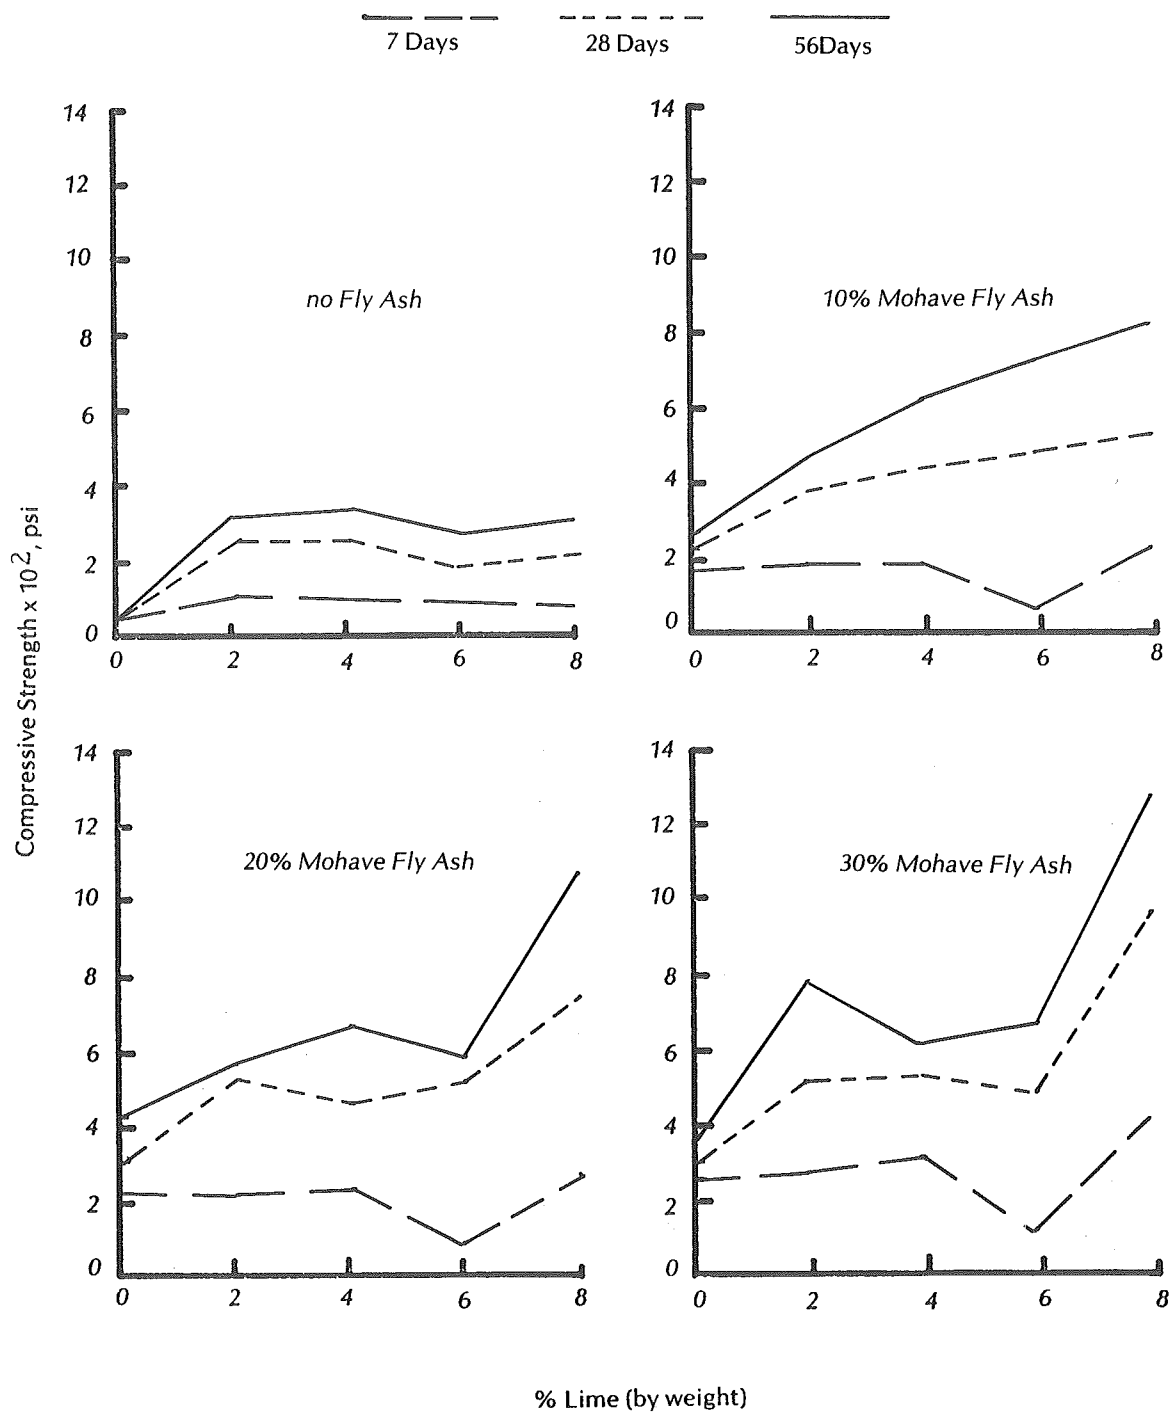 7 Days 28 Days 56Days
14 14
12 12
10 10
no Fly Ash 10% Mohave Fly Ash
8 8
6 6
4 4
2 2
0 0
0 2 4 6 8 0 2 4 6 8
Compressive Strength x 10², psi
14 14
12 12
20% Mohave Fly Ash 30% Mohave Fly Ash
10 10
8 8
6 6
4 4
2 2
0 0
0 2 4 6 8 0 2 4 6 8
% Lime (by weight)